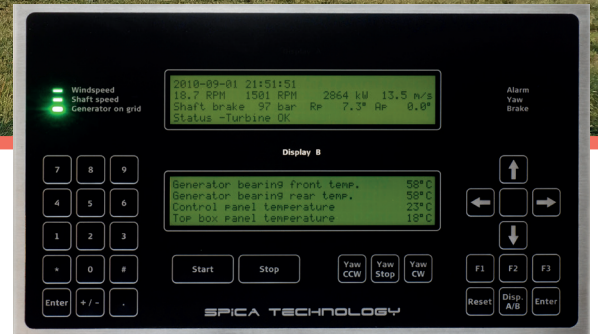 Windspeed
Shaft speed
Generator on grid
2010-09-01 21:51:51
18.7 RPM 1501 RPM 2864 kW 13.5 m/s
Shaft brake 97 bar RP 7.3° AP 0.0°
Status -Turbine OK
Alarm
Yaw
Brake
Display B
Generator bearing front temp. 58°C
Generator bearing rear temp. 58°C
Control panel temperature 23°C
Top box panel temperature 18°C
7 8 9
4 5 6
1 2 3
* 0 #
Enter +/- .
Start Stop
Yaw CCW
Yaw Stop
Yaw CW
F1 F2 F3
Reset Disp. A/B Enter
SPICA TECHNOLOGY